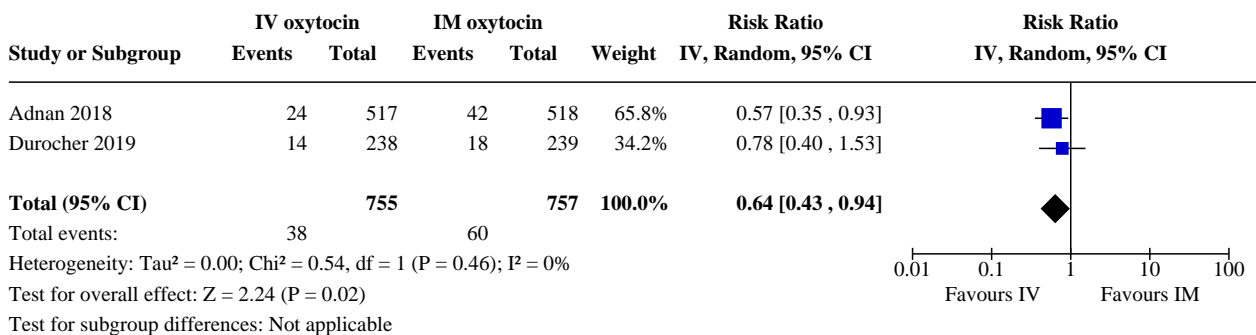 IV oxytocin IM oxytocin Risk Ratio Risk Ratio
Study or Subgroup Events Total Events Total Weight IV, Random, 95% CI IV, Random, 95% CI
Adnan 2018 24 517 42 518 65.8% 0.57 [0.35 , 0.93]
Durocher 2019 14 238 18 239 34.2% 0.78 [0.40 , 1.53]
Total (95% CI) 755 757 100.0% 0.64 [0.43 , 0.94]
Total events: 38 60
Heterogeneity: Tau² = 0.00; Chi² = 0.54, df = 1 (P = 0.46); I² = 0%
0.01 0.1 1 10 100
Test for overall effect: Z = 2.24 (P = 0.02)
Favours IV Favours IM
Test for subgroup differences: Not applicable